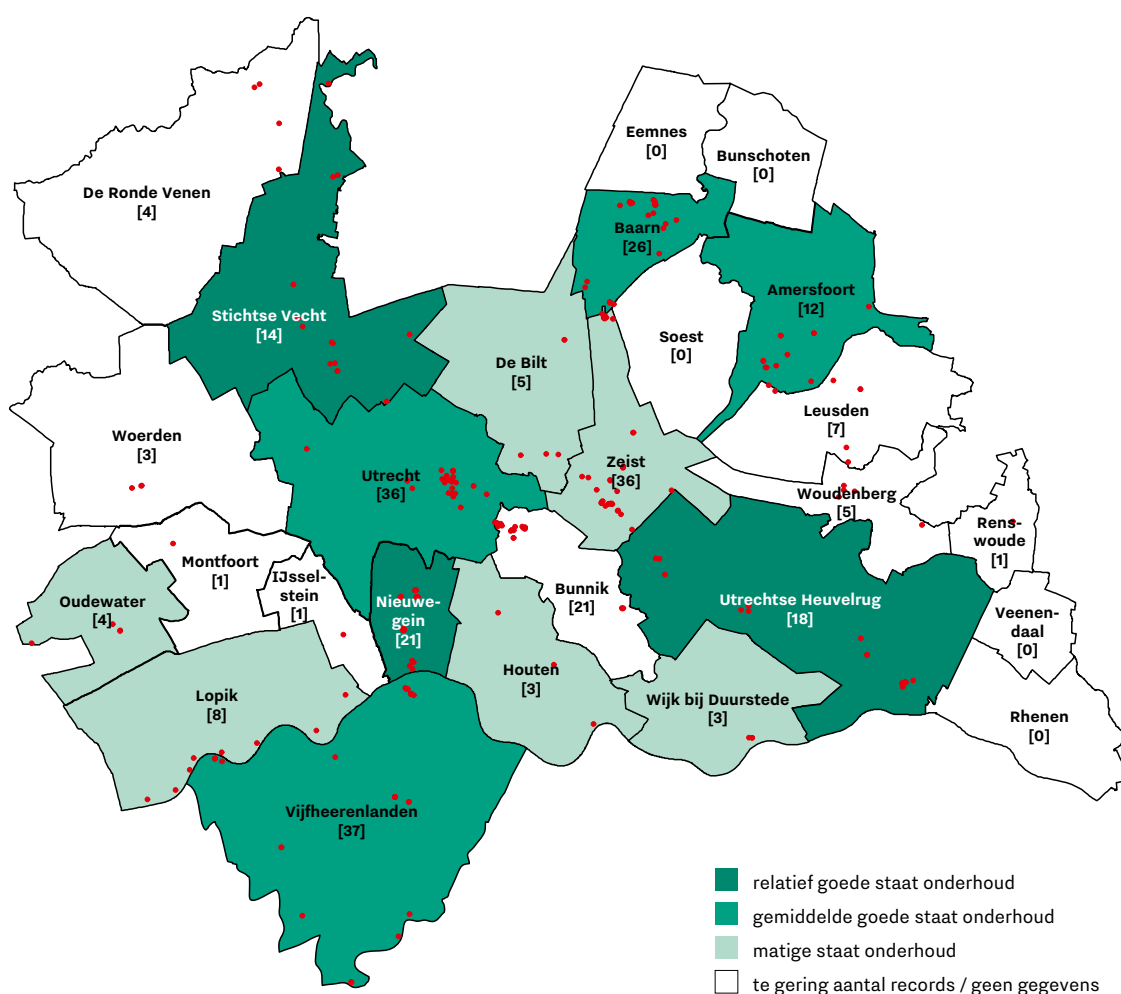 Eemnes
[0]
Bunschoten
[0]
De Ronde Venen
[4]
Baarn
[26]
Amersfoort
[12]
Stichtse Vecht
[14]
Soest
[0]
De Bilt
[5]
Leusden
[7]
Woerden
[3]
Zeist
[36]
Utrecht
[36]
Woudenberg
[5]
Rens-
woude
[1]
Montfoort
[1]
IJssel-
stein
[1]
Bunnik
[21]
Oudewater
[4]
Nieuwe-
gein
[21]
Utrechtse Heuvelrug
[18]
Veenen-
daal
[0]
Houten
[3]
Lopik
[8]
Wijk bij Duurstede
[3]
Rhenen
[0]
Vijfheerenlanden
[37]
relatief goede staat onderhoud
gemiddelde goede staat onderhoud
matige staat onderhoud
te gering aantal records / geen gegevens